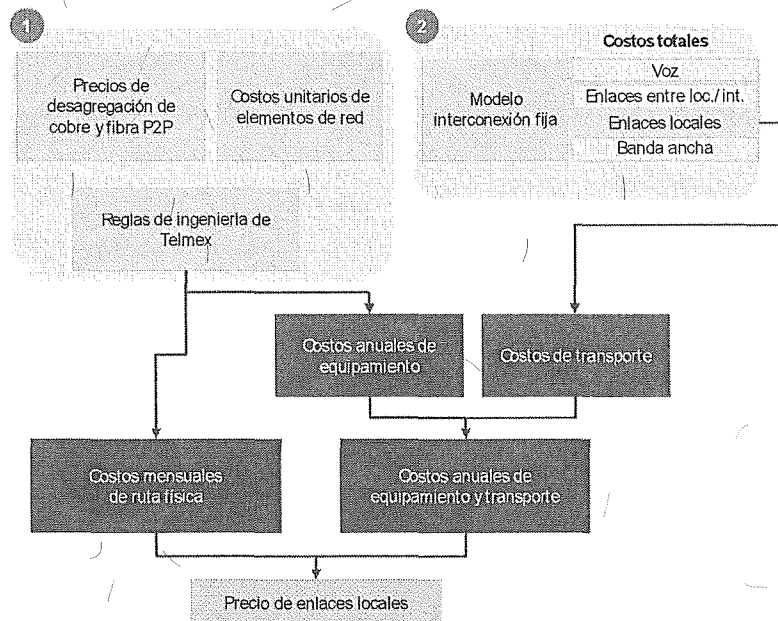 1
Precios de
desagregación de
cobre y fibra P2P
Costos unitarios de
elementos de red
Reglas de ingeniería de
Telmex
2
Costos totales
Modelo
interconexión fija
Voz
Enlaces entre loc./ int.
Enlaces locales
Banda ancha
Costos anuales de
equipamiento
Costos de transporte
Costos mensuales
de ruta física
Costos anuales de
equipamiento y transporte
Precio de enlaces locales